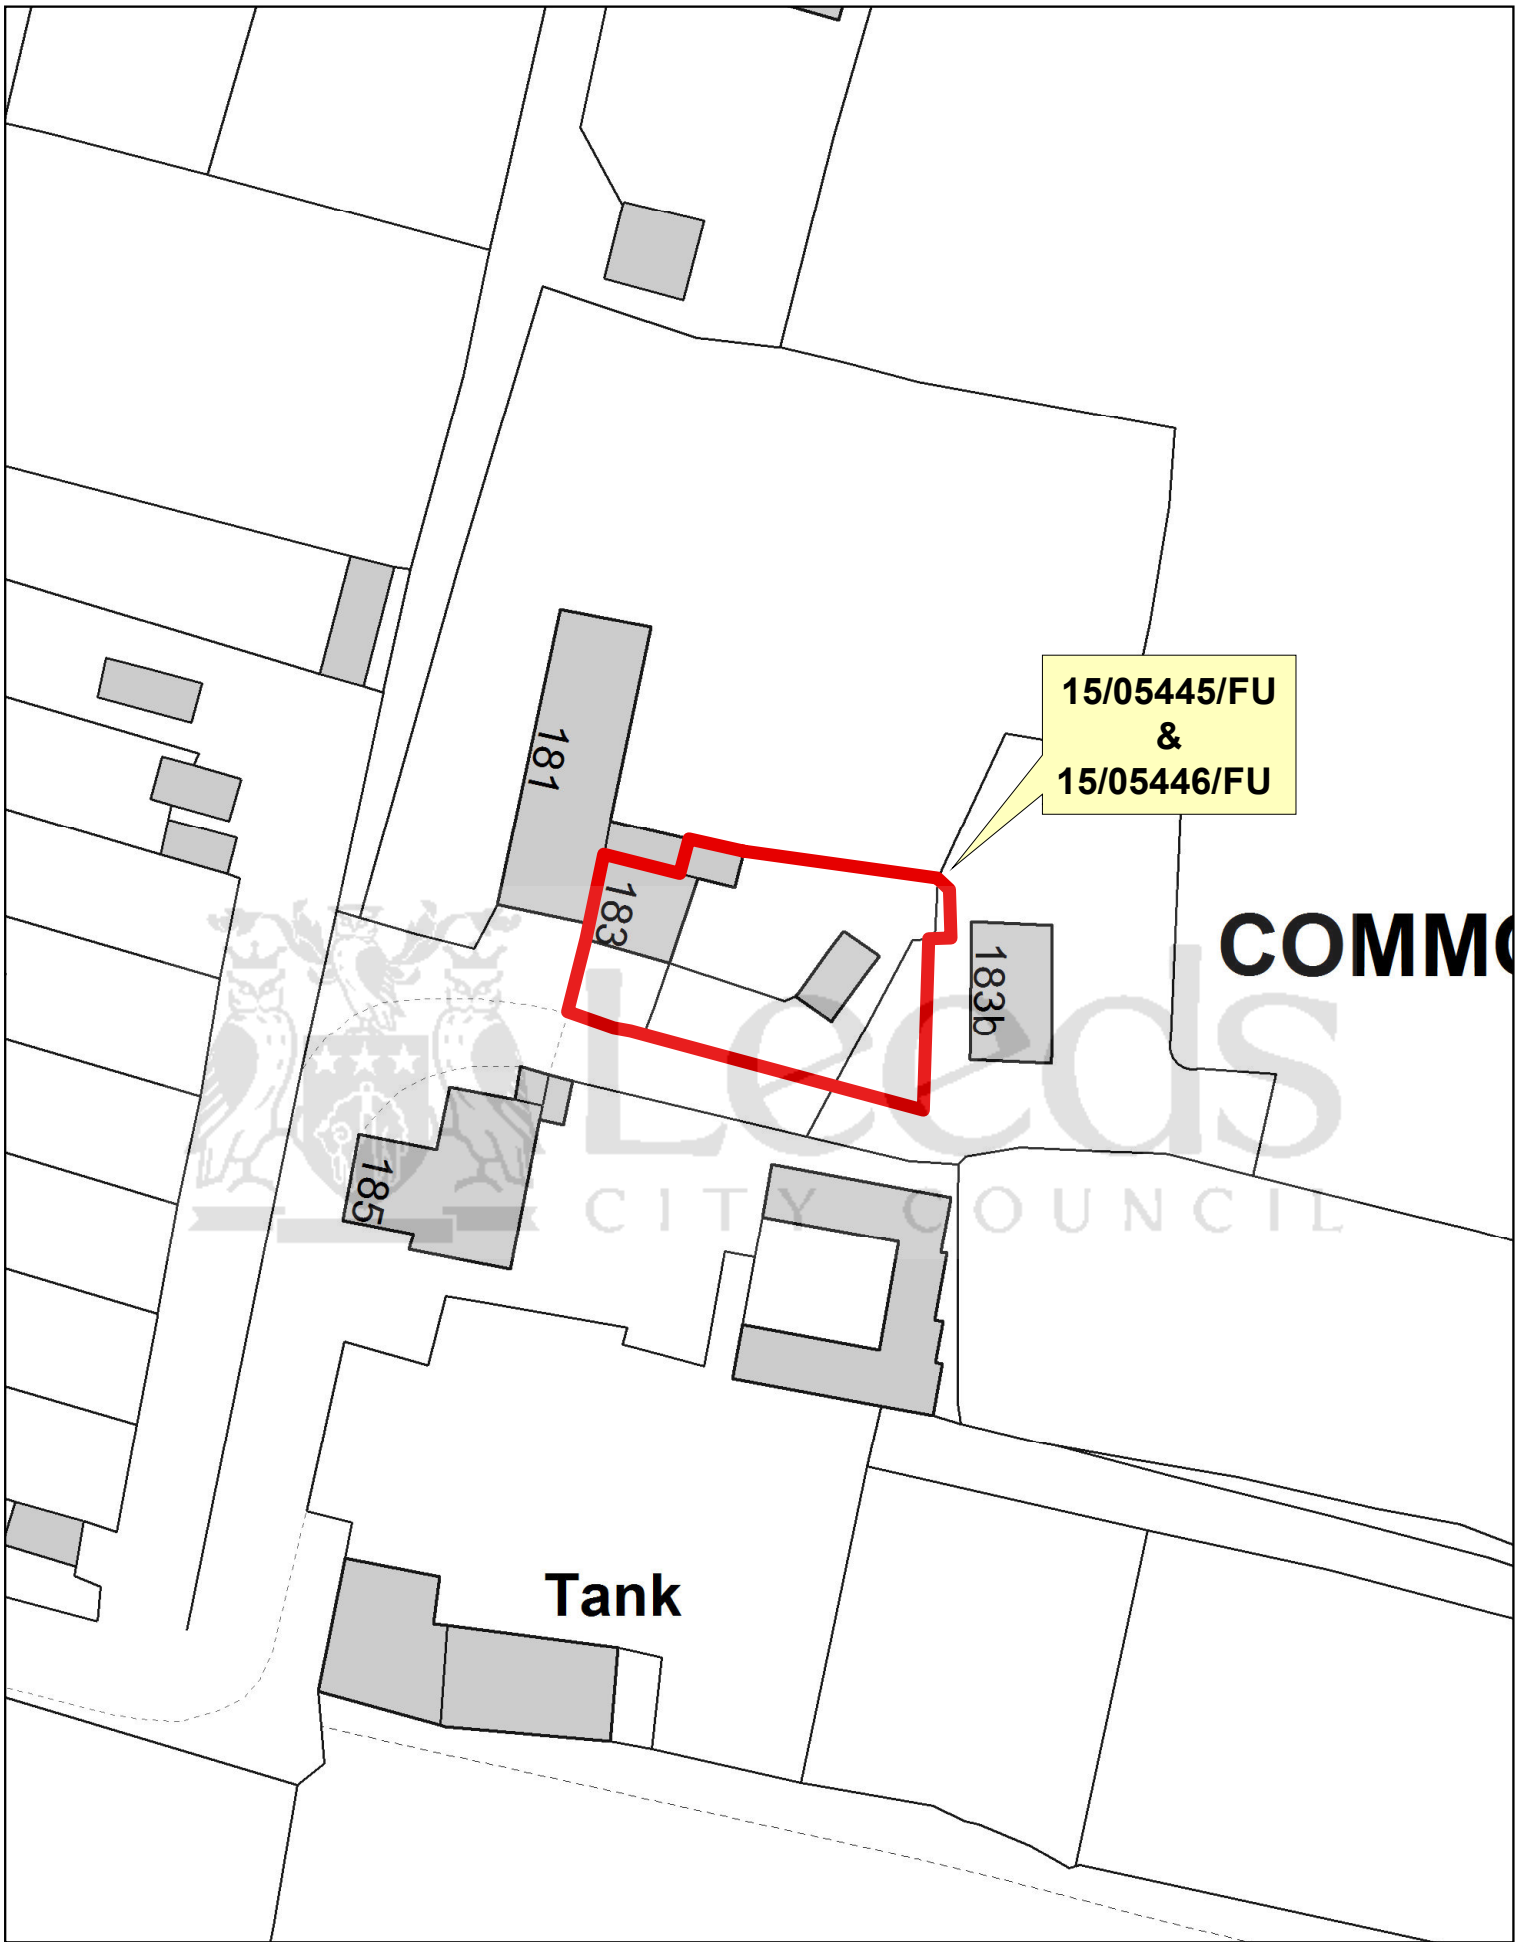 15/05445/FU
&
15/05446/FU
181
183
183b
COMMO
Leeds
CITY COUNCIL
185
Tank